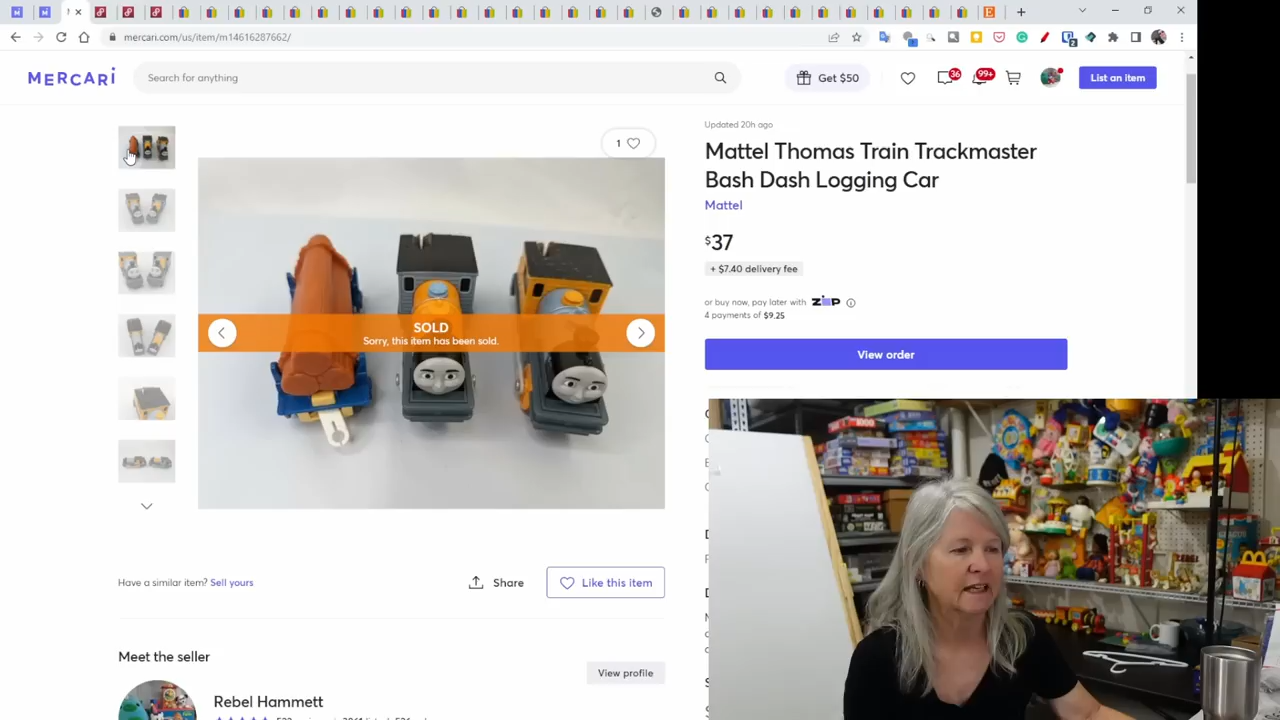 mercari.com/us/item/m14616287662/
MERCARI
Search for anything
Get $50
36
99+
List an item
1
SOLD
Sorry, this item has been sold.
Updated 20h ago
Mattel Thomas Train Trackmaster
Bash Dash Logging Car
Mattel
$37
+ $7.40 delivery fee
or buy now, pay later with ZIP
4 payments of $9.25
View order
Have a similar item? Sell yours
Share
Like this item
Meet the seller
View profile
Rebel Hammett